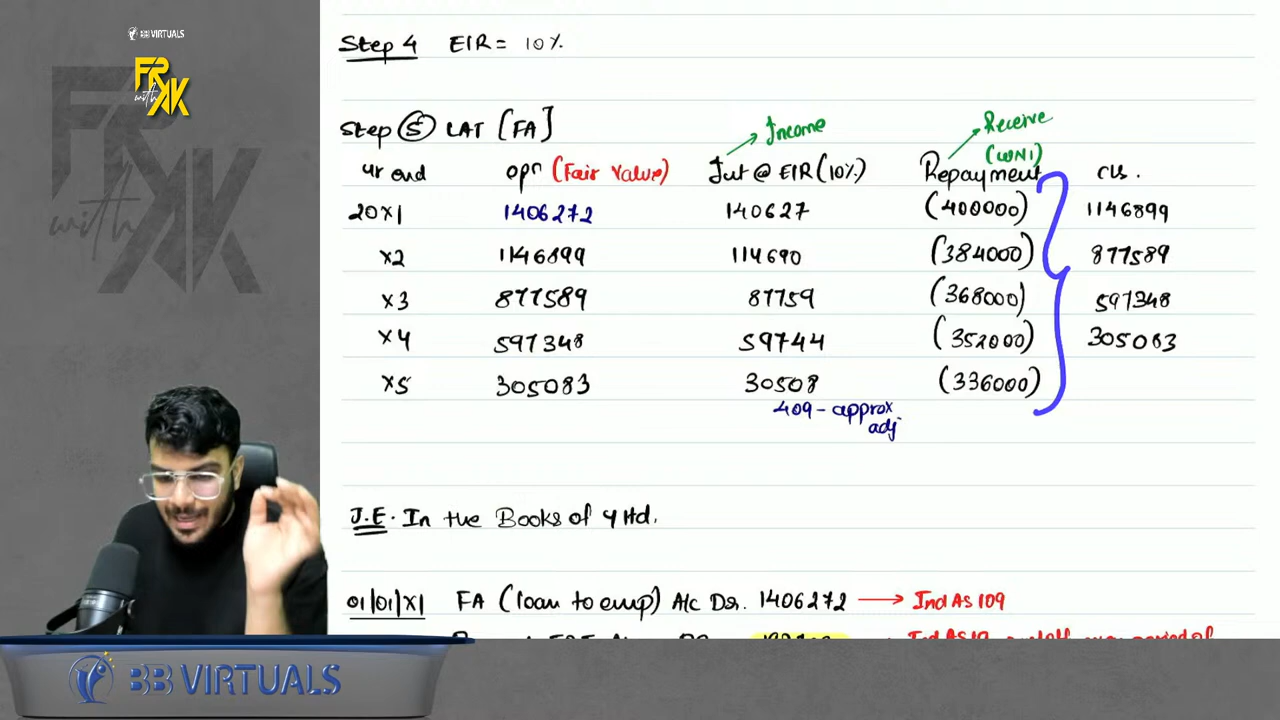 BB VIRTUALS
FR
with
AK
Step 4 EIR = 10%
Step 5 LAT [FA]
Income
Receive
(WN1)
yr end opn (Fair Value) Int @ EIR (10%) Repayment cls.
20x1 1406272 140627 (400000) 1146899
x2 1146899 114690 (384000) 877589
x3 877589 87759 (368000) 597348
x4 597348 59744 (352000) 305083
x5 305083 30508 (336000)
409 - approx
adj
J.E. In the Books of Y ltd.
01/01/x1 FA (loan to emp) A/c Dr. 1406272 → Ind AS 109
BB VIRTUALS